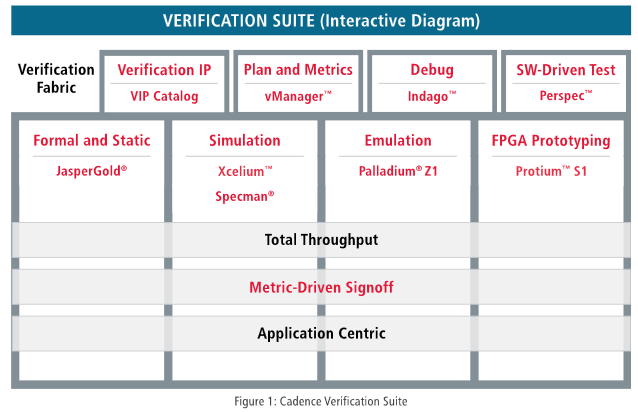 VERIFICATION SUITE (Interactive Diagram)
Verification
Fabric
Verification IP
VIP Catalog
Plan and Metrics
vManager™
Debug
Indago™
SW-Driven Test
Perspec™
Formal and Static
JasperGold®
Simulation
Xcelium™
Specman®
Emulation
Palladium® Z1
FPGA Prototyping
Protium™ S1
Total Throughput
Metric-Driven Signoff
Application Centric
Figure 1: Cadence Verification Suite